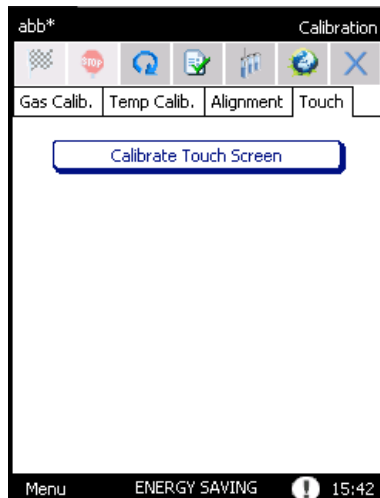 abb* Calibration
STOP
Gas Calib. Temp Calib. Alignment Touch
Calibrate Touch Screen
Menu ENERGY SAVING ! 15:42